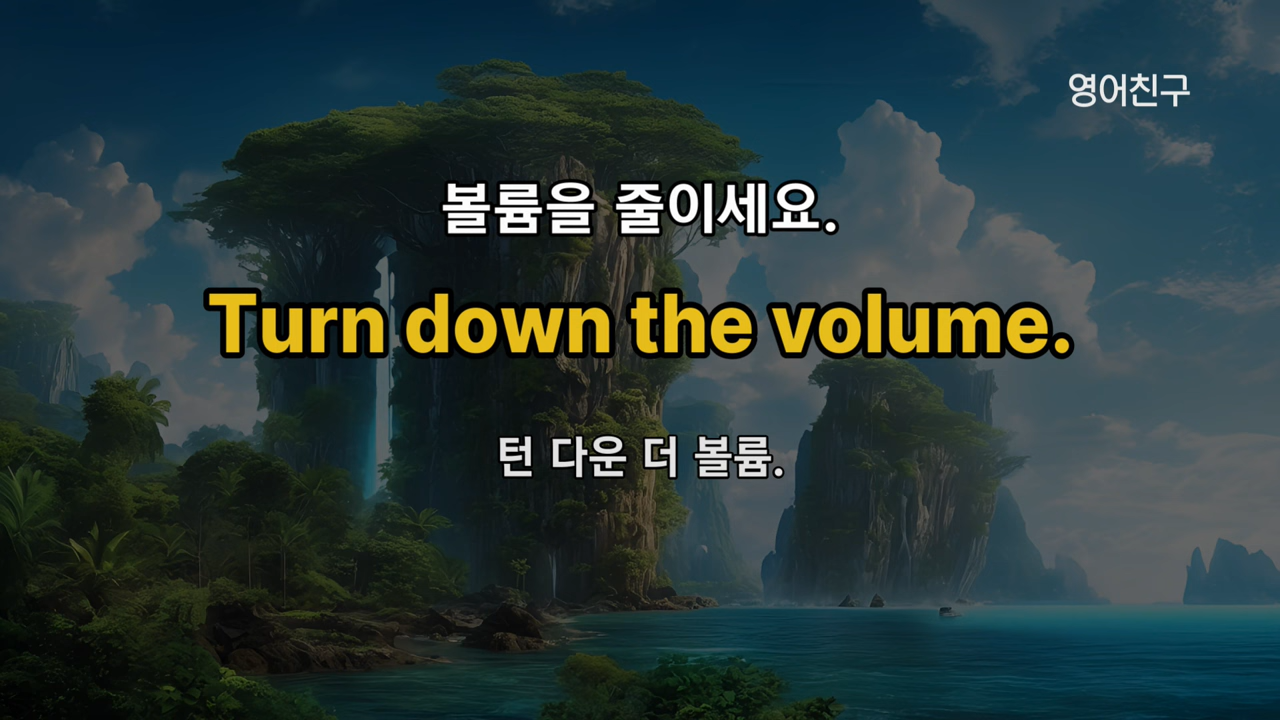 영어친구
볼륨을 줄이세요.
Turn down the volume.
턴 다운 더 볼륨.